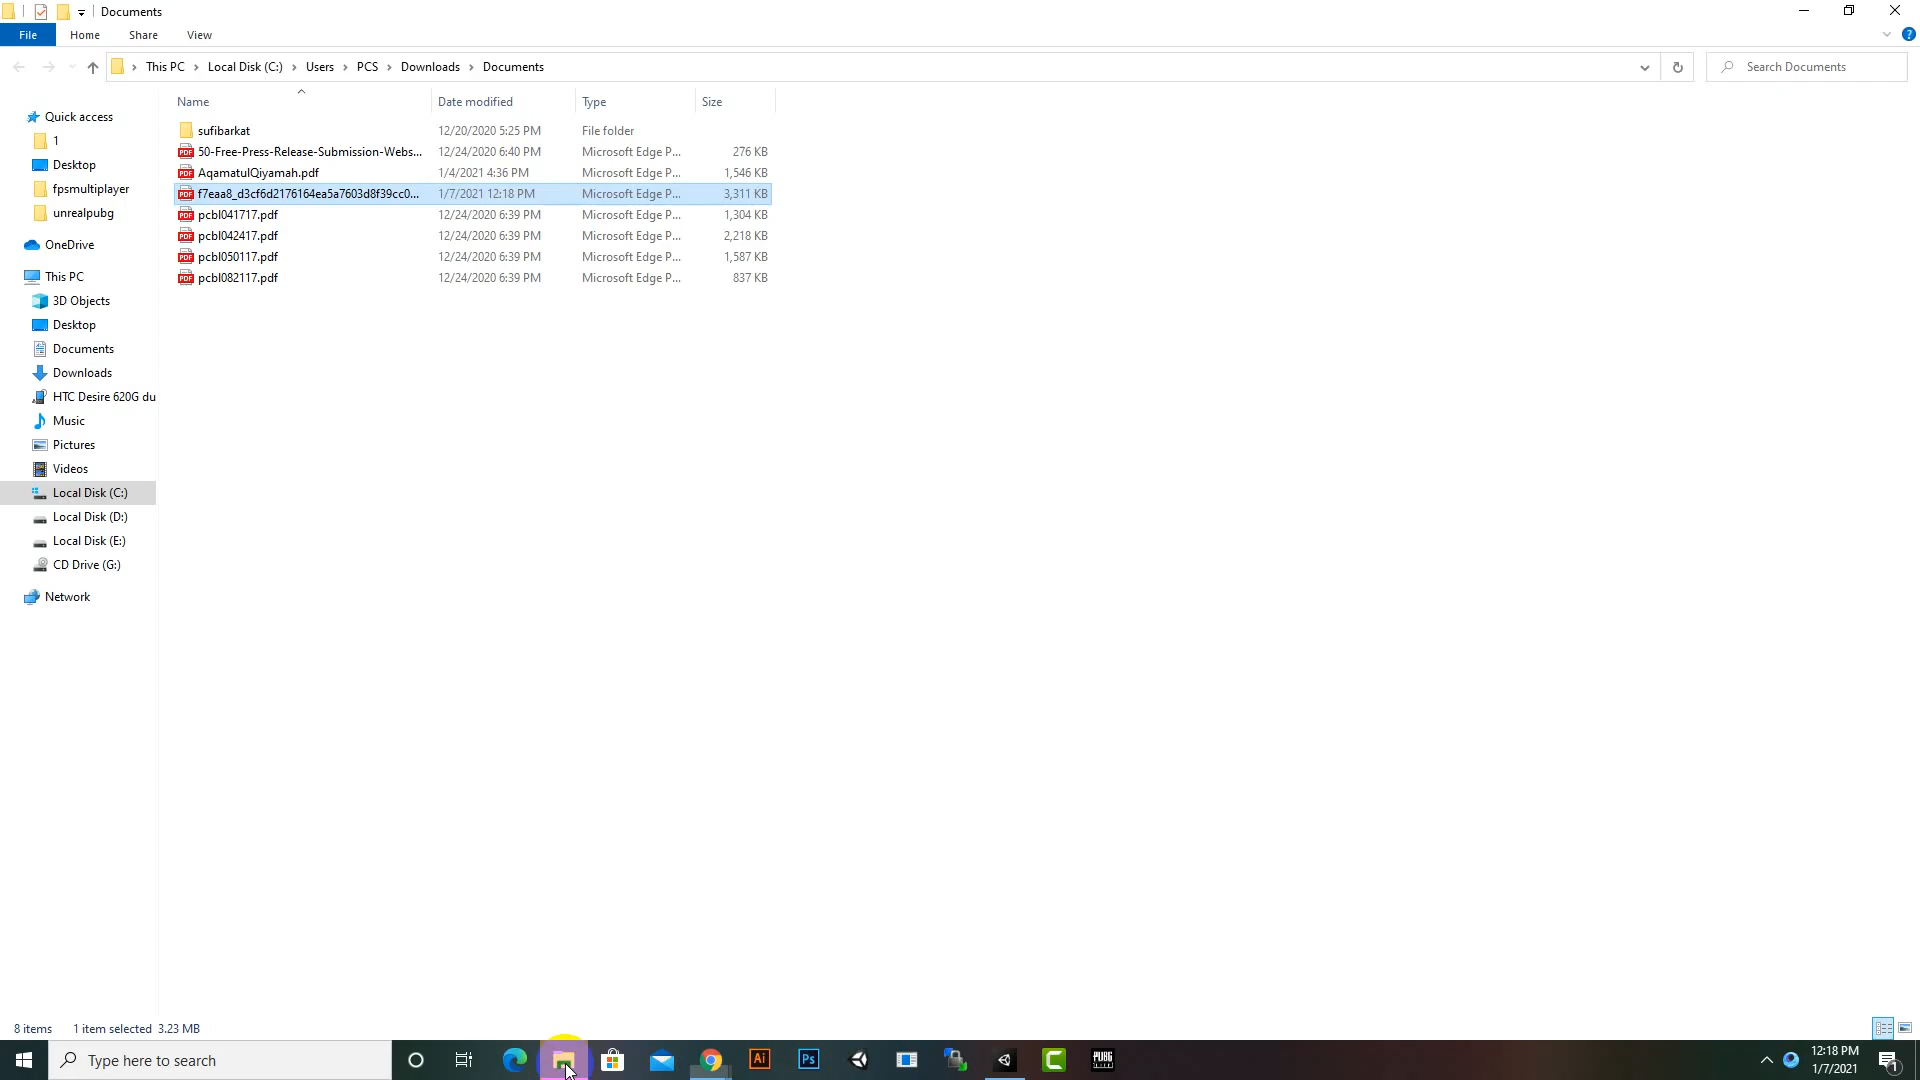 Documents
File Home Share View
This PC Local Disk (C:) Users PCS Downloads Documents Search Documents
Name Date modified Type Size
Quick access
1
Desktop
fpsmultiplayer
unrealpubg
OneDrive
This PC
3D Objects
Desktop
Documents
Downloads
HTC Desire 620G du
Music
Pictures
Videos
Local Disk (C:)
Local Disk (D:)
Local Disk (E:)
CD Drive (G:)
Network
sufibarkat 12/20/2020 5:25 PM File folder
50-Free-Press-Release-Submission-Webs... 12/24/2020 6:40 PM Microsoft Edge P... 276 KB
AqamatulQiyamah.pdf 1/4/2021 4:36 PM Microsoft Edge P... 1,546 KB
f7eaa8_d3cf6d2176164ea5a7603d8f39cc0... 1/7/2021 12:18 PM Microsoft Edge P... 3,311 KB
pcbl041717.pdf 12/24/2020 6:39 PM Microsoft Edge P... 1,304 KB
pcbl042417.pdf 12/24/2020 6:39 PM Microsoft Edge P... 2,218 KB
pcbl050117.pdf 12/24/2020 6:39 PM Microsoft Edge P... 1,587 KB
pcbl082117.pdf 12/24/2020 6:39 PM Microsoft Edge P... 837 KB
8 items 1 item selected 3.23 MB
Type here to search
Ai
Ps
PUBG
12:18 PM
1/7/2021
1